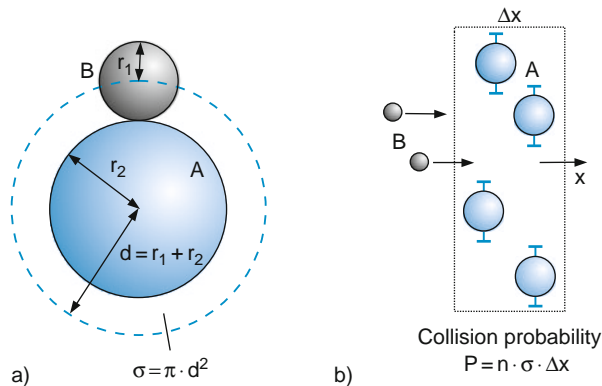 B
r₁
r₂
A
d = r₁ + r₂
σ = π · d²
a)
Δx
A
B
x
Collision probability
P = n · σ · Δx
b)